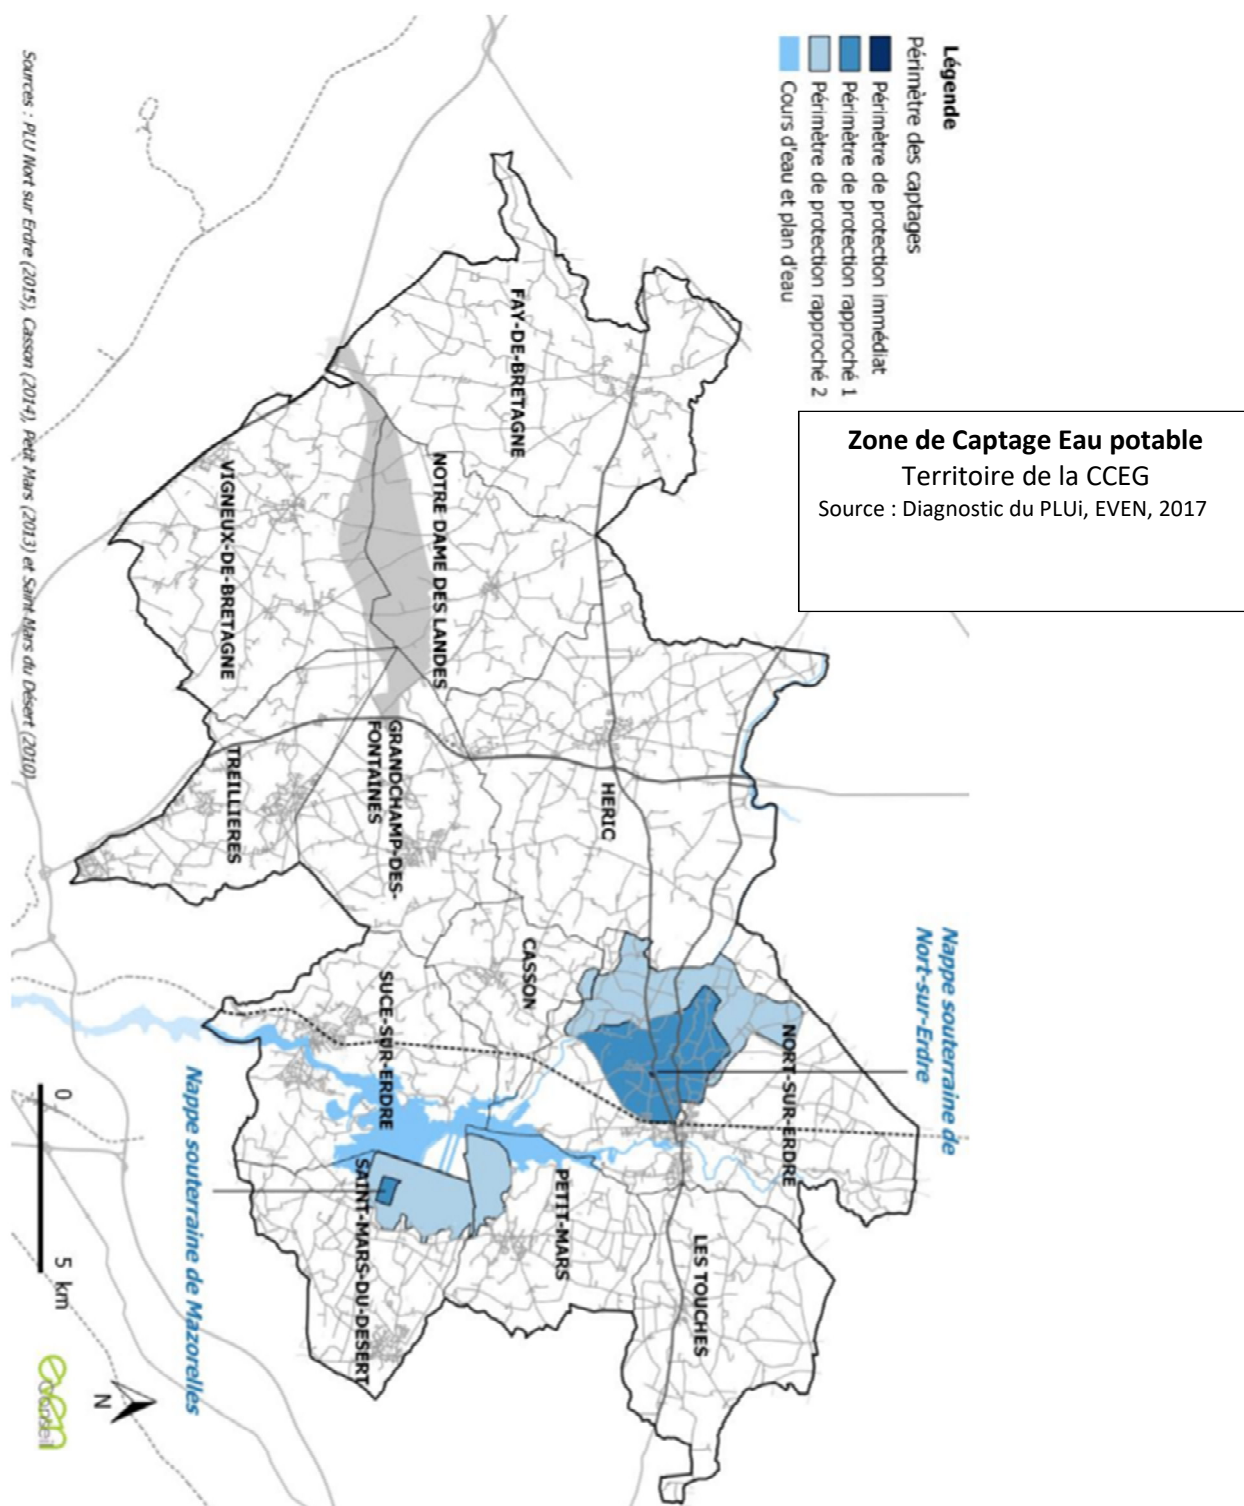 Légende
Périmètre des captages
Périmètre de protection immédiat
Périmètre de protection rapproché 1
Périmètre de protection rapproché 2
Cours d'eau et plan d'eau
Zone de Captage Eau potable
Territoire de la CCEG
Source : Diagnostic du PLUi, EVEN, 2017
FAY-DE-BRETAGNE
NOTRE DAME DES LANDES
VIGNEUX-DE-BRETAGNE
GRANDCHAMP-DES-
FONTAINES
TREILLIERES
HERIC
CASSON
SUCE-SUR-ERDRE
NORT-SUR-ERDRE
Nappe souterraine de
Nort-sur-Erdre
PETIT-MARS
LES TOUCHES
SAINT-MARS-DU-DESERT
Nappe souterraine de Mazorelles
0 5 km
N
even
Conseil
Sources : PLU Nort sur Erdre (2015), Casson (2014), Petit Mars (2013) et Saint Mars du Désert (2010)